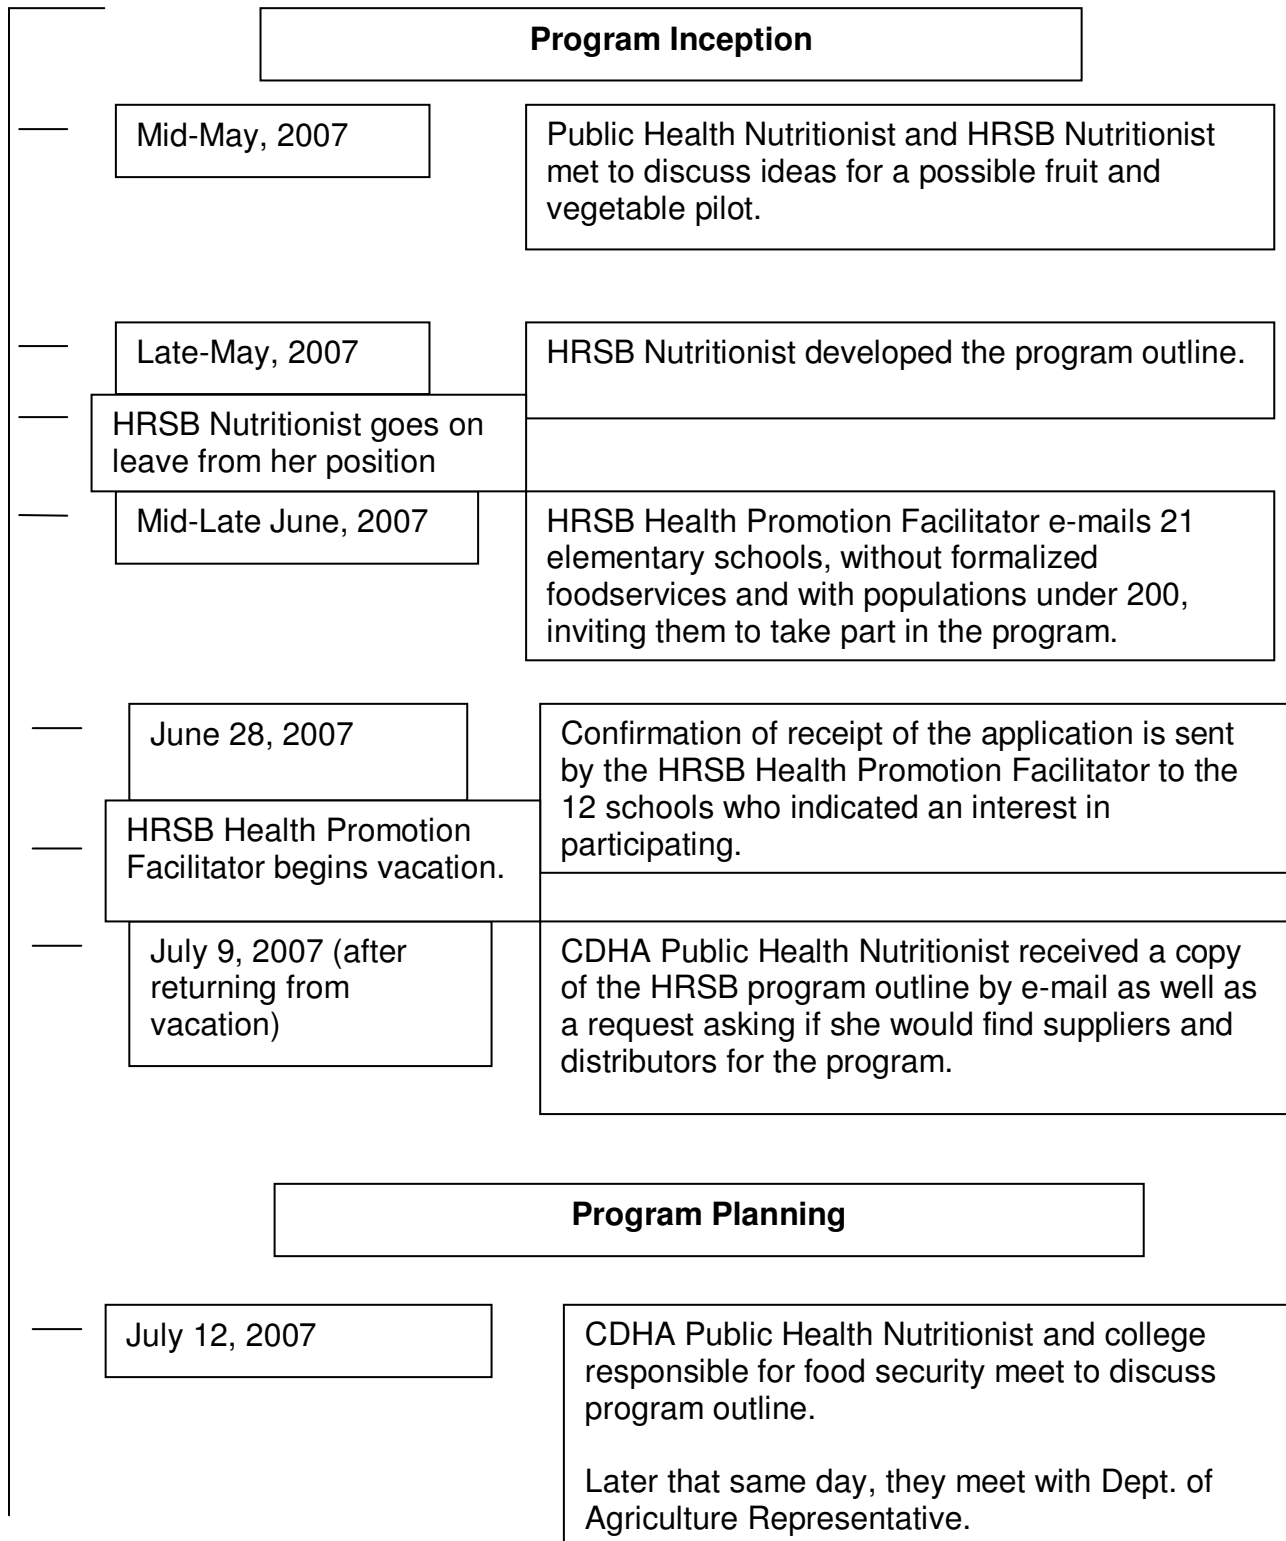 Program Inception
Mid-May, 2007
Public Health Nutritionist and HRSB Nutritionist
met to discuss ideas for a possible fruit and
vegetable pilot.
Late-May, 2007
HRSB Nutritionist developed the program outline.
HRSB Nutritionist goes on
leave from her position
Mid-Late June, 2007
HRSB Health Promotion Facilitator e-mails 21
elementary schools, without formalized
foodservices and with populations under 200,
inviting them to take part in the program.
June 28, 2007
Confirmation of receipt of the application is sent
by the HRSB Health Promotion Facilitator to the
12 schools who indicated an interest in
participating.
HRSB Health Promotion
Facilitator begins vacation.
July 9, 2007 (after
returning from
vacation)
CDHA Public Health Nutritionist received a copy
of the HRSB program outline by e-mail as well as
a request asking if she would find suppliers and
distributors for the program.
Program Planning
July 12, 2007
CDHA Public Health Nutritionist and college
responsible for food security meet to discuss
program outline.
Later that same day, they meet with Dept. of
Agriculture Representative.